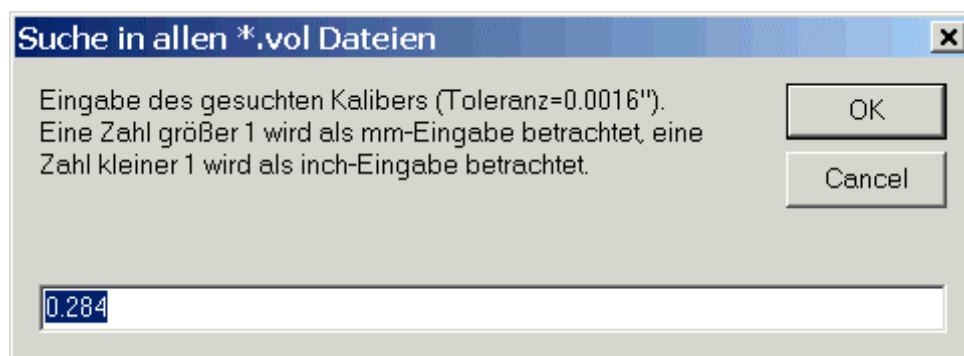 Suche in allen *.vol Dateien
Eingabe des gesuchten Kalibers (Toleranz=0.0016").
Eine Zahl größer 1 wird als mm-Eingabe betrachtet, eine
Zahl kleiner 1 wird als inch-Eingabe betrachtet.
OK
Cancel
0.284